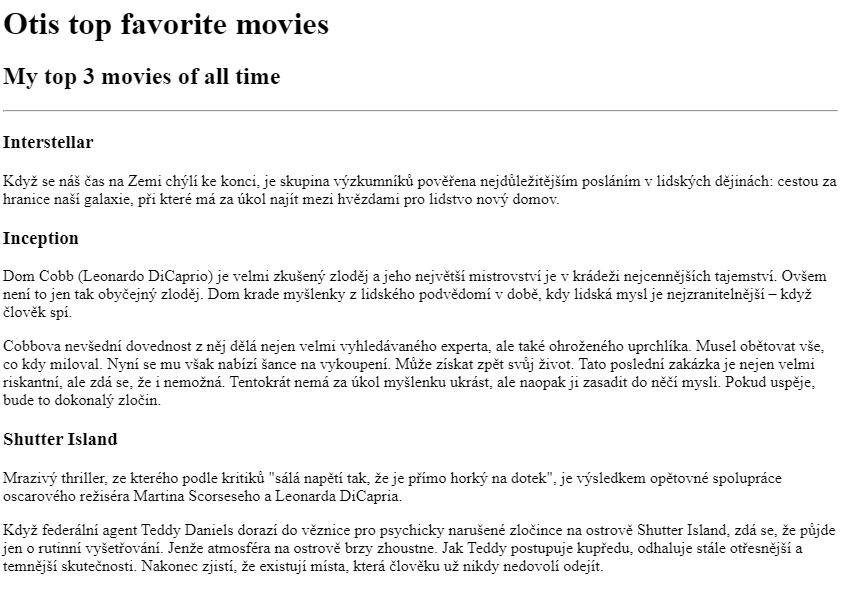 Otis top favorite movies
My top 3 movies of all time
Interstellar
Když se náš čas na Zemi chýlí ke konci, je skupina výzkumníků pověřena nejdůležitějším posláním v lidských dějinách: cestou za
hranice naší galaxie, při které má za úkol najít mezi hvězdami pro lidstvo nový domov.
Inception
Dom Cobb (Leonardo DiCaprio) je velmi zkušený zloděj a jeho největší mistrovství je v krádeži nejcennějších tajemství. Ovšem
není to jen tak obyčejný zloděj. Dom krade myšlenky z lidského podvědomí v době, kdy lidská mysl je nejzranitelnější – když
člověk spí.
Cobbova nevšední dovednost z něj dělá nejen velmi vyhledávaného experta, ale také ohroženého uprchlíka. Musel obětovat vše,
co kdy miloval. Nyní se mu však nabízí šance na vykoupení. Může získat zpět svůj život. Tato poslední zakázka je nejen velmi
riskantní, ale zdá se, že i nemožná. Tentokrát nemá za úkol myšlenku ukrást, ale naopak ji zasadit do něčí mysli. Pokud uspěje,
bude to dokonalý zločin.
Shutter Island
Mrazivý thriller, ze kterého podle kritiků "sálá napětí tak, že je přímo horký na dotek", je výsledkem opětovné spolupráce
oscarového režiséra Martina Scorseseho a Leonarda DiCapria.
Když federální agent Teddy Daniels dorazí do věznice pro psychicky narušené zločince na ostrově Shutter Island, zdá se, že půjde
jen o rutinní vyšetřování. Jenže atmosféra na ostrově brzy zhoustne. Jak Teddy postupuje kupředu, odhaluje stále otřesnější a
temnější skutečnosti. Nakonec zjistí, že existují místa, která člověku už nikdy nedovolí odejít.